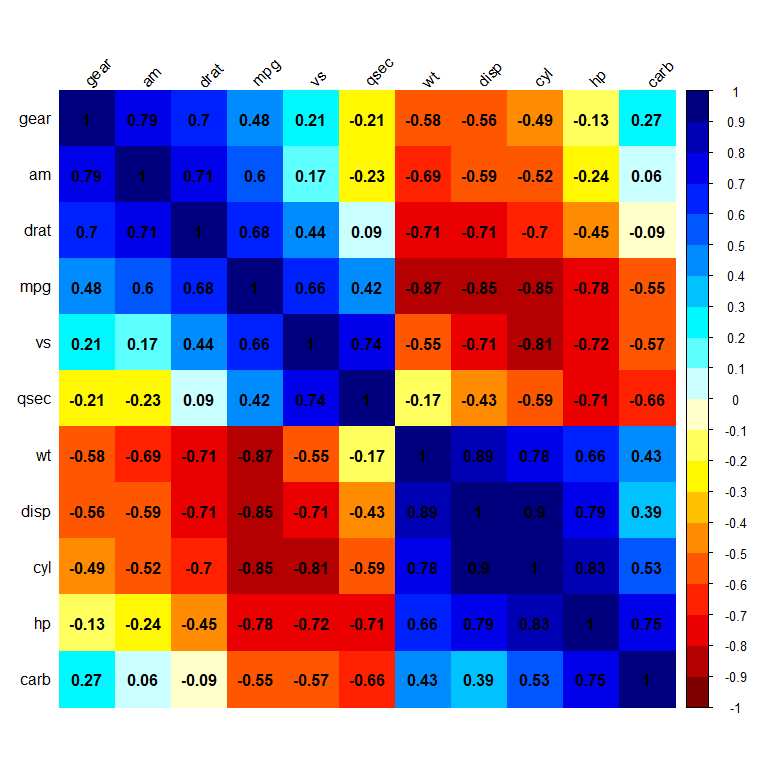 gear am drat mpg vs qsec wt disp cyl hp carb
gear 1 0.79 0.7 0.48 0.21 -0.21 -0.58 -0.56 -0.49 -0.13 0.27
am 0.79 1 0.71 0.6 0.17 -0.23 -0.69 -0.59 -0.52 -0.24 0.06
drat 0.7 0.71 1 0.68 0.44 0.09 -0.71 -0.71 -0.7 -0.45 -0.09
mpg 0.48 0.6 0.68 1 0.66 0.42 -0.87 -0.85 -0.85 -0.78 -0.55
vs 0.21 0.17 0.44 0.66 1 0.74 -0.55 -0.71 -0.81 -0.72 -0.57
qsec -0.21 -0.23 0.09 0.42 0.74 1 -0.17 -0.43 -0.59 -0.71 -0.66
wt -0.58 -0.69 -0.71 -0.87 -0.55 -0.17 1 0.89 0.78 0.66 0.43
disp -0.56 -0.59 -0.71 -0.85 -0.71 -0.43 0.89 1 0.9 0.79 0.39
cyl -0.49 -0.52 -0.7 -0.85 -0.81 -0.59 0.78 0.9 1 0.83 0.53
hp -0.13 -0.24 -0.45 -0.78 -0.72 -0.71 0.66 0.79 0.83 1 0.75
carb 0.27 0.06 -0.09 -0.55 -0.57 -0.66 0.43 0.39 0.53 0.75 1
1
0.9
0.8
0.7
0.6
0.5
0.4
0.3
0.2
0.1
0
-0.1
-0.2
-0.3
-0.4
-0.5
-0.6
-0.7
-0.8
-0.9
-1